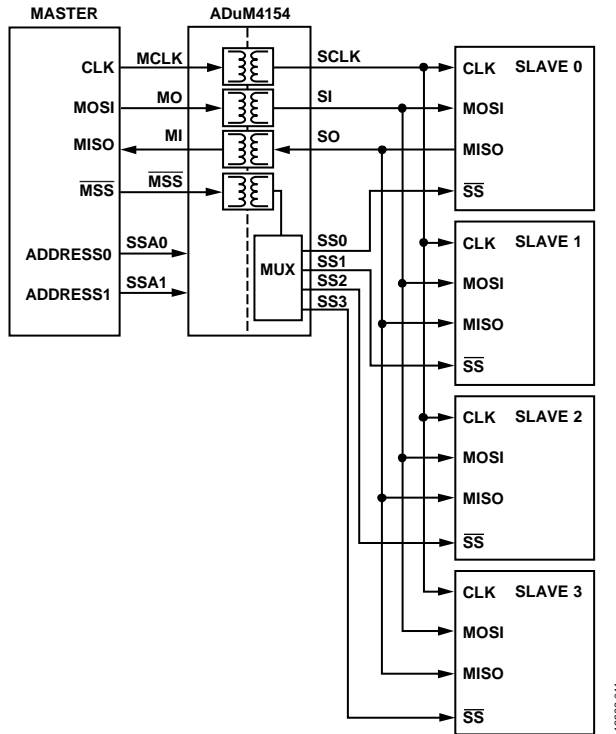 MASTER
ADuM4154
CLK
MCLK
SCLK
CLK
SLAVE 0
MOSI
MO
SI
MOSI
MISO
MI
SO
MISO
MSS
MSS
SS
ADDRESS0
SSA0
ADDRESS1
SSA1
MUX
SS0
SS1
SS2
SS3
CLK
SLAVE 1
MOSI
MISO
SS
CLK
SLAVE 2
MOSI
MISO
SS
CLK
SLAVE 3
MOSI
MISO
SS